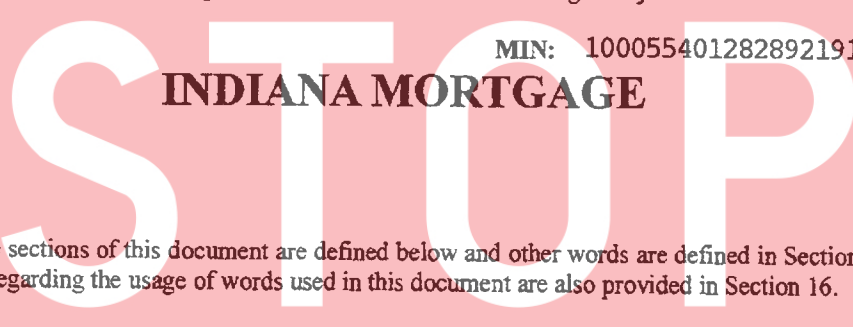 MIN: 100055401282892191
INDIANA MORTGAGE
STOP
sections of this document are defined below and other words are defined in Section
egarding the usage of words used in this document are also provided in Section 16.